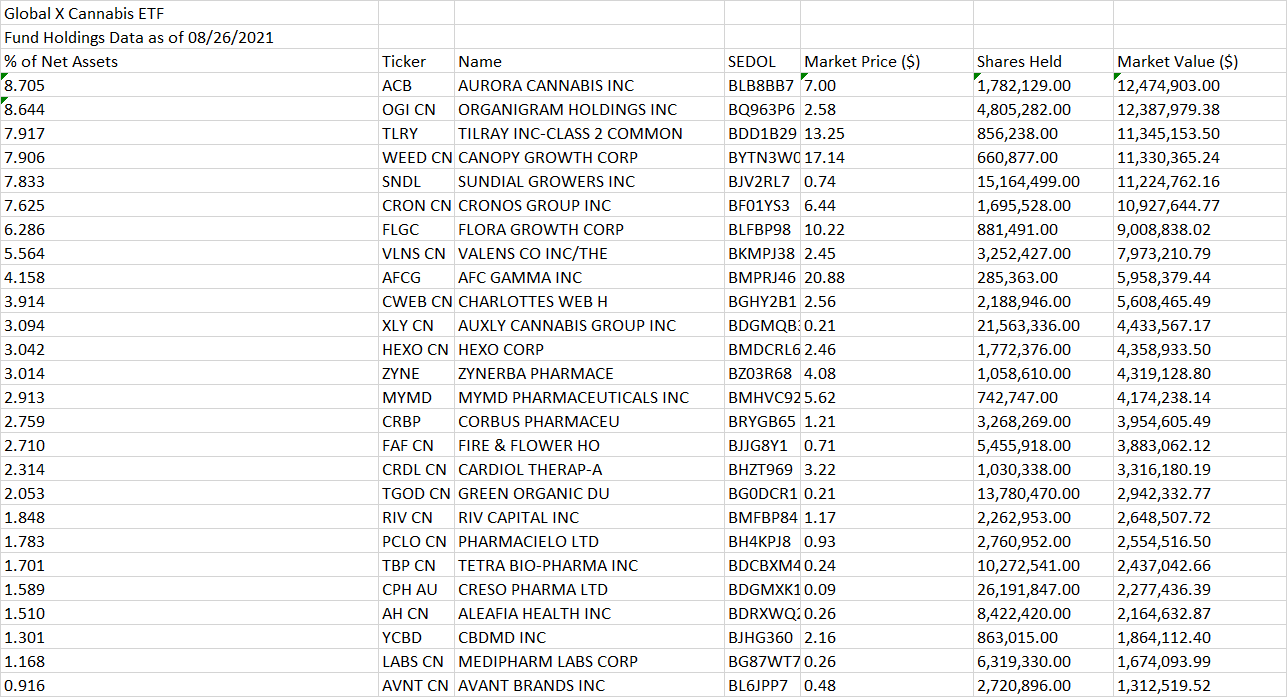 Global X Cannabis ETF
Fund Holdings Data as of 08/26/2021
% of Net Assets Ticker Name SEDOL Market Price ($) Shares Held Market Value ($)
8.705 ACB AURORA CANNABIS INC BLB8BB7 7.00 1,782,129.00 12,474,903.00
8.644 OGI CN ORGANIGRAM HOLDINGS INC BQ963P6 2.58 4,805,282.00 12,387,979.38
7.917 TLRY TILRAY INC-CLASS 2 COMMON BDD1B29 13.25 856,238.00 11,345,153.50
7.906 WEED CN CANOPY GROWTH CORP BYTN3W0 17.14 660,877.00 11,330,365.24
7.833 SNDL SUNDIAL GROWERS INC BJV2RL7 0.74 15,164,499.00 11,224,762.16
7.625 CRON CN CRONOS GROUP INC BF01YS3 6.44 1,695,528.00 10,927,644.77
6.286 FLGC FLORA GROWTH CORP BLFBP98 10.22 881,491.00 9,008,838.02
5.564 VLNS CN VALENS CO INC/THE BKMPJ38 2.45 3,252,427.00 7,973,210.79
4.158 AFCG AFC GAMMA INC BMPRJ46 20.88 285,363.00 5,958,379.44
3.914 CWEB CN CHARLOTTES WEB H BGHY2B1 2.56 2,188,946.00 5,608,465.49
3.094 XLY CN AUXLY CANNABIS GROUP INC BDGMQB 0.21 21,563,336.00 4,433,567.17
3.042 HEXO CN HEXO CORP BMDCRL6 2.46 1,772,376.00 4,358,933.50
3.014 ZYNE ZYNERBA PHARMACE BZ03R68 4.08 1,058,610.00 4,319,128.80
2.913 MYMD MYMD PHARMACEUTICALS INC BMHVC92 5.62 742,747.00 4,174,238.14
2.759 CRBP CORBUS PHARMACEU BRYGB65 1.21 3,268,269.00 3,954,605.49
2.710 FAF CN FIRE & FLOWER HO BJJG8Y1 0.71 5,455,918.00 3,883,062.12
2.314 CRDL CN CARDIOL THERAP-A BHZT969 3.22 1,030,338.00 3,316,180.19
2.053 TGOD CN GREEN ORGANIC DU BG0DCR1 0.21 13,780,470.00 2,942,332.77
1.848 RIV CN RIV CAPITAL INC BMFBP84 1.17 2,262,953.00 2,648,507.72
1.783 PCLO CN PHARMACIELO LTD BH4KPJ8 0.93 2,760,952.00 2,554,516.50
1.701 TBP CN TETRA BIO-PHARMA INC BDCBXM4 0.24 10,272,541.00 2,437,042.66
1.589 CPH AU CRESO PHARMA LTD BDGMXK1 0.09 26,191,847.00 2,277,436.39
1.510 AH CN ALEAFIA HEALTH INC BDRXWQ 0.26 8,422,420.00 2,164,632.87
1.301 YCBD CBDMD INC BJHG360 2.16 863,015.00 1,864,112.40
1.168 LABS CN MEDIPHARM LABS CORP BG87WT7 0.26 6,319,330.00 1,674,093.99
0.916 AVNT CN AVANT BRANDS INC BL6JPP7 0.48 2,720,896.00 1,312,519.52